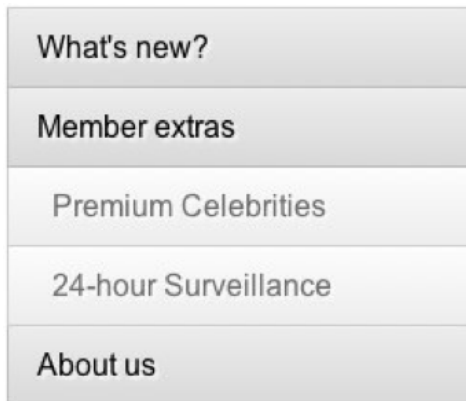 What's new?
Member extras
Premium Celebrities
24-hour Surveillance
About us